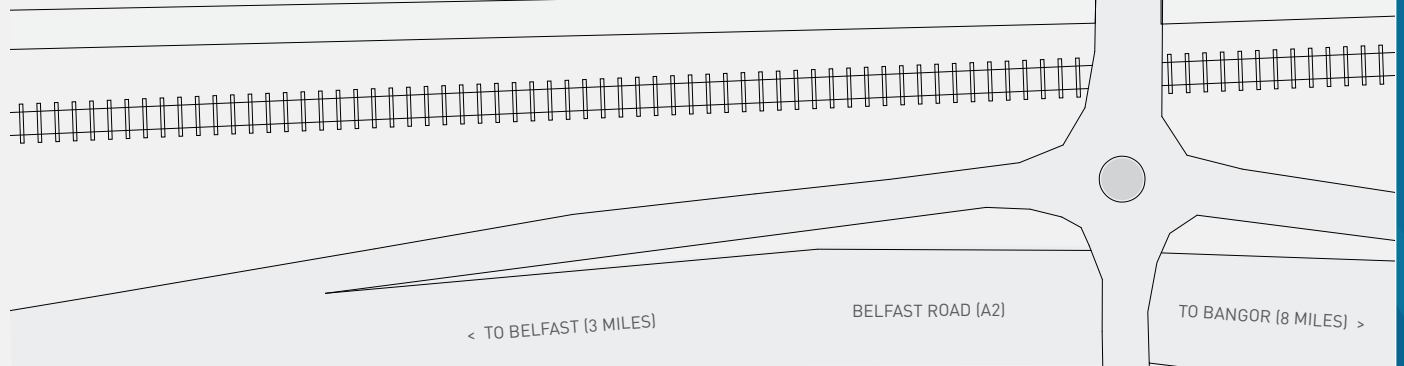 < TO BELFAST (3 MILES)
BELFAST ROAD (A2)
TO BANGOR (8 MILES) >